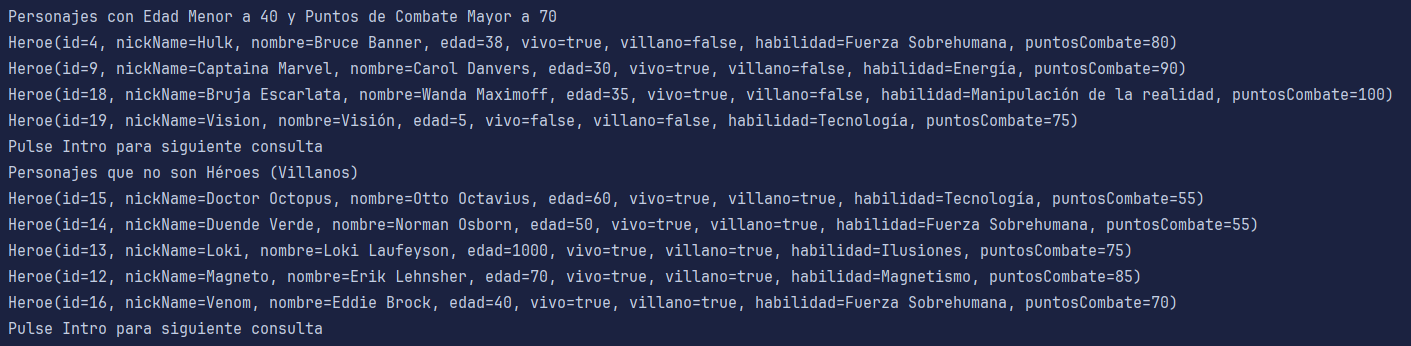 Personajes con Edad Menor a 40 y Puntos de Combate Mayor a 70
Heroe(id=4, nickName=Hulk, nombre=Bruce Banner, edad=38, vivo=true, villano=false, habilidad=Fuerza Sobrehumana, puntosCombate=80)
Heroe(id=9, nickName=Captaina Marvel, nombre=Carol Danvers, edad=30, vivo=true, villano=false, habilidad=Energía, puntosCombate=90)
Heroe(id=18, nickName=Bruja Escarlata, nombre=Wanda Maximoff, edad=35, vivo=true, villano=false, habilidad=Manipulación de la realidad, puntosCombate=100)
Heroe(id=19, nickName=Vision, nombre=Visión, edad=5, vivo=false, villano=false, habilidad=Tecnología, puntosCombate=75)
Pulse Intro para siguiente consulta
Personajes que no son Héroes (Villanos)
Heroe(id=15, nickName=Doctor Octopus, nombre=Otto Octavius, edad=60, vivo=true, villano=true, habilidad=Tecnología, puntosCombate=55)
Heroe(id=14, nickName=Duende Verde, nombre=Norman Osborn, edad=50, vivo=true, villano=true, habilidad=Fuerza Sobrehumana, puntosCombate=55)
Heroe(id=13, nickName=Loki, nombre=Loki Laufeyson, edad=1000, vivo=true, villano=true, habilidad=Ilusiones, puntosCombate=75)
Heroe(id=12, nickName=Magneto, nombre=Erik Lehnsher, edad=70, vivo=true, villano=true, habilidad=Magnetismo, puntosCombate=85)
Heroe(id=16, nickName=Venom, nombre=Eddie Brock, edad=40, vivo=true, villano=true, habilidad=Fuerza Sobrehumana, puntosCombate=70)
Pulse Intro para siguiente consulta